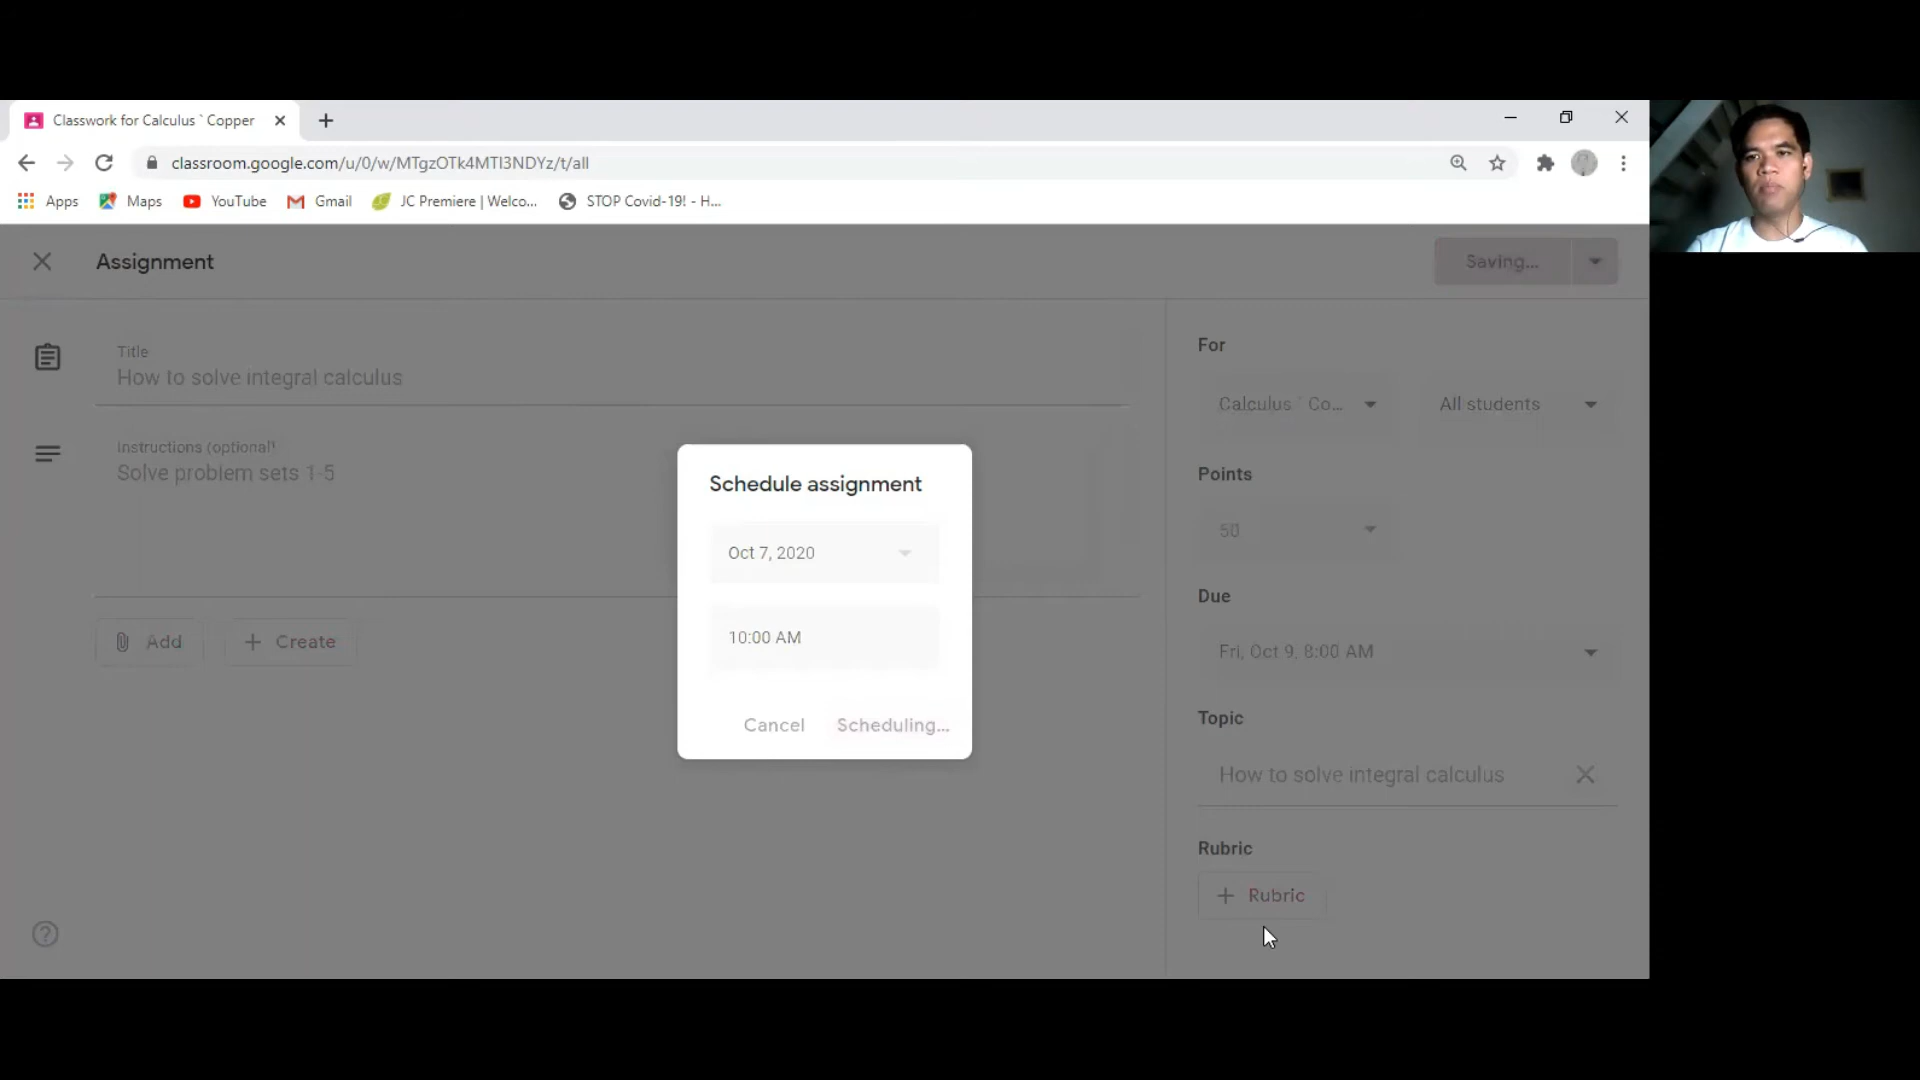 Classwork for Calculus ` Copper
classroom.google.com/u/0/w/MTgzOTk4MTI3NDYz/t/all
Apps Maps YouTube Gmail JC Premiere | Welco... STOP Covid-19! - H...
Assignment
Saving...
Title
How to solve integral calculus
Instructions (optional)
Solve problem sets 1-5
Add
Create
Schedule assignment
Oct 7, 2020
10:00 AM
Cancel Scheduling...
For
Calculus ` Co... All students
Points
50
Due
Fri, Oct 9, 8:00 AM
Topic
How to solve integral calculus
Rubric
Rubric